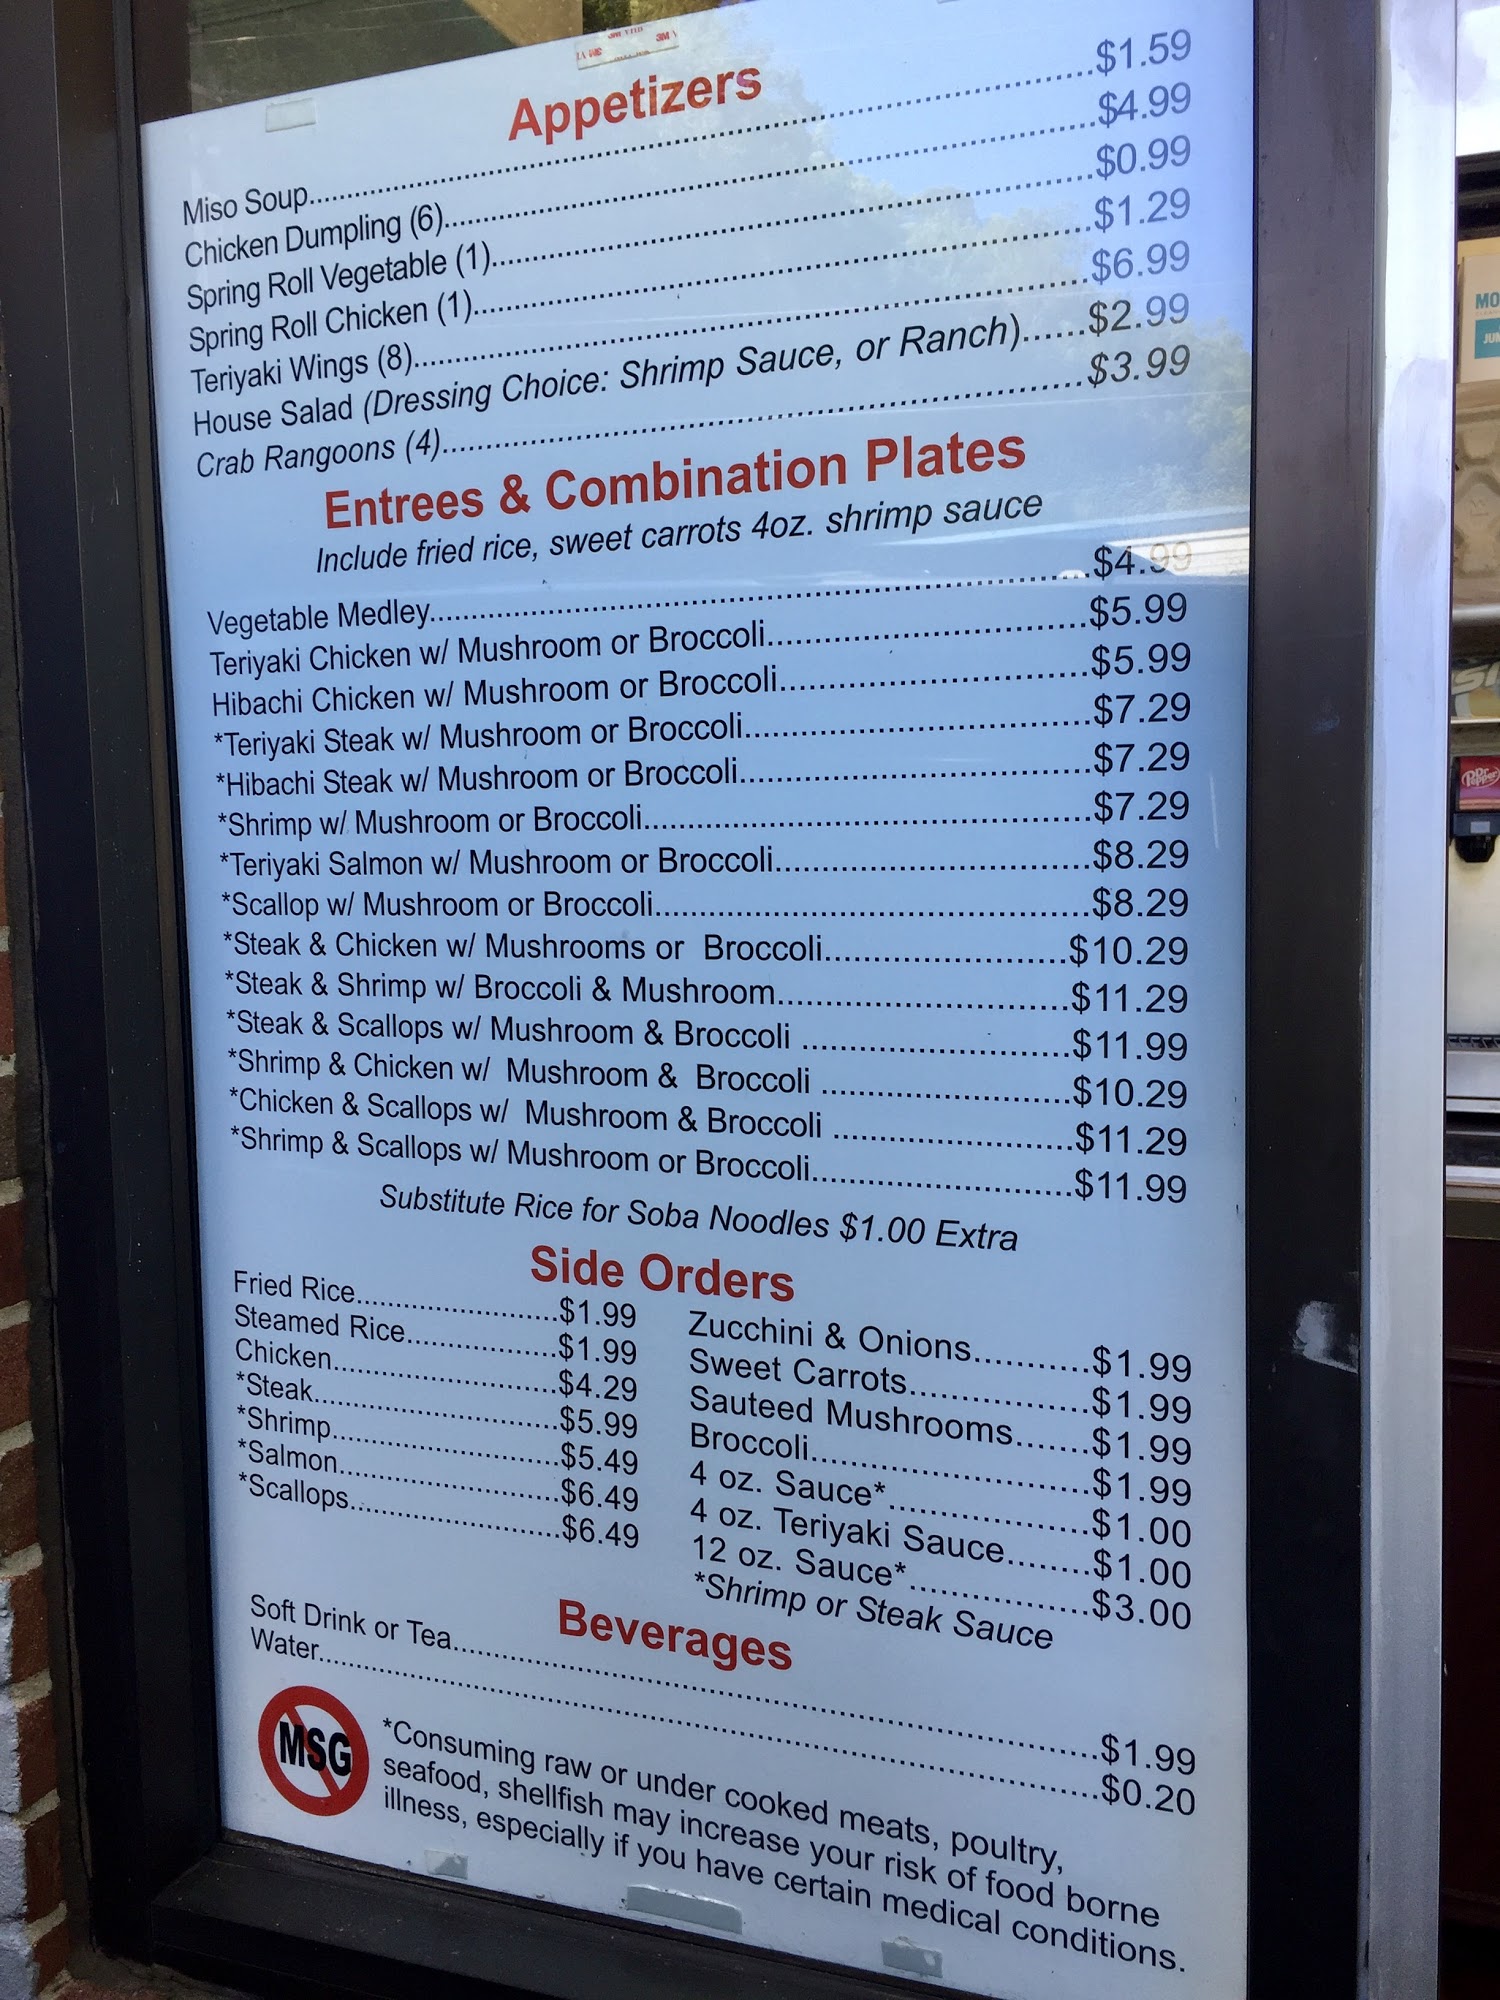 Appetizers
Miso Soup....................$1.59
Chicken Dumpling (6)....................$4.99
Spring Roll Vegetable (1)....................$0.99
Spring Roll Chicken (1)....................$1.29
Teriyaki Wings (8)....................$6.99
House Salad (Dressing Choice: Shrimp Sauce, or Ranch)......$2.99
Crab Rangoons (4)....................$3.99
Entrees & Combination Plates
Include fried rice, sweet carrots 4oz. shrimp sauce
Vegetable Medley....................$4.99
Teriyaki Chicken w/ Mushroom or Broccoli....................$5.99
Hibachi Chicken w/ Mushroom or Broccoli....................$5.99
*Teriyaki Steak w/ Mushroom or Broccoli....................$7.29
*Hibachi Steak w/ Mushroom or Broccoli....................$7.29
*Shrimp w/ Mushroom or Broccoli....................$7.29
*Teriyaki Salmon w/ Mushroom or Broccoli....................$8.29
*Scallop w/ Mushroom or Broccoli....................$8.29
*Steak & Chicken w/ Mushrooms or Broccoli....................$10.29
*Steak & Shrimp w/ Broccoli & Mushroom....................$11.29
*Steak & Scallops w/ Mushroom & Broccoli ....................$11.99
*Shrimp & Chicken w/ Mushroom & Broccoli ....................$10.29
*Chicken & Scallops w/ Mushroom & Broccoli ....................$11.29
*Shrimp & Scallops w/ Mushroom or Broccoli....................$11.99
Substitute Rice for Soba Noodles $1.00 Extra
Side Orders
Fried Rice....................$1.99
Steamed Rice....................$1.99
Chicken....................$4.29
*Steak....................$5.99
*Shrimp....................$5.49
*Salmon....................$6.49
*Scallops....................$6.49
Zucchini & Onions...........$1.99
Sweet Carrots....................$1.99
Sauteed Mushrooms.......$1.99
Broccoli....................$1.99
4 oz. Sauce*....................$1.00
4 oz. Teriyaki Sauce........$1.00
12 oz. Sauce*....................$3.00
*Shrimp or Steak Sauce
Beverages
Soft Drink or Tea....................$1.99
Water....................$0.20
MSG
*Consuming raw or under cooked meats, poultry,
seafood, shellfish may increase your risk of food borne
illness, especially if you have certain medical conditions.
Dr Pepper